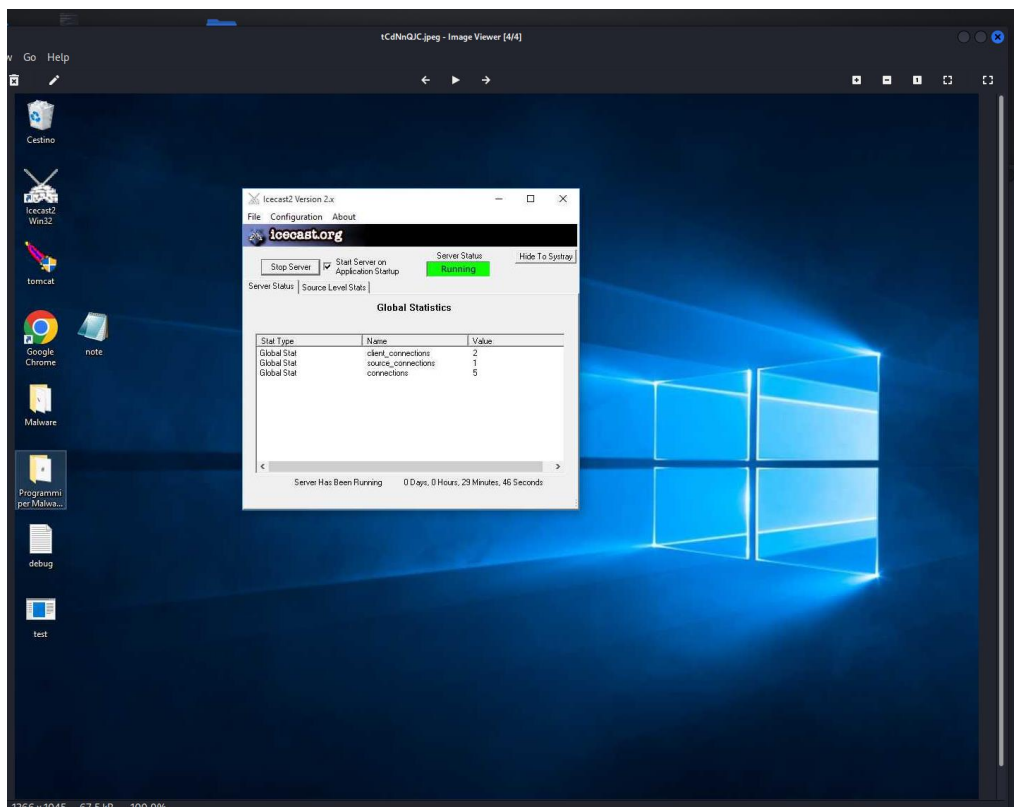 tCdNnQJC.jpeg - Image Viewer [4/4]
Go Help
Cestino
Icecast2
Win32
tomcat
Google
Chrome
note
Malware
Programmi
per Malwa...
debug
test
Icecast2 Version 2.x
File Configuration About
icecast.org
Stop Server
Start Server on
Application Startup
Server Status
Running
Hide To Systray
Server Status Source Level Stats
Global Statistics
Stat Type Name Value
Global Stat client_connections 2
Global Stat source_connections 1
Global Stat connections 5
Server Has Been Running 0 Days, 0 Hours, 29 Minutes, 46 Seconds